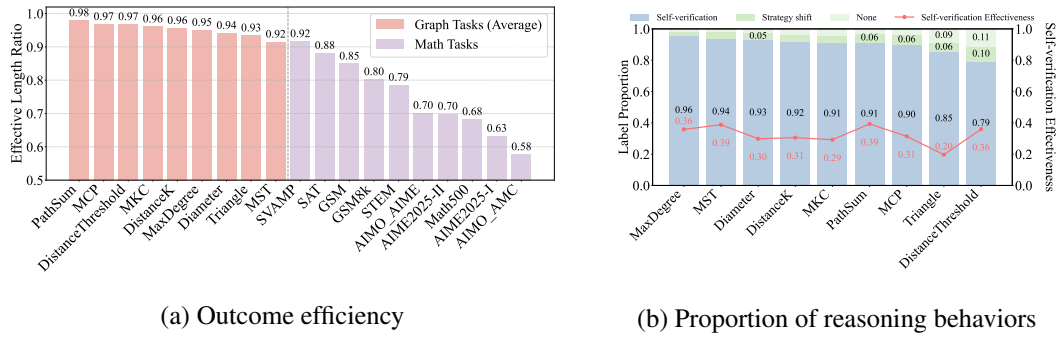 Effective Length Ratio
1.0
0.9
0.8
0.7
0.6
0.5
0.98
0.97
0.97
0.96
0.96
0.95
0.94
0.93
0.92
0.92
0.88
0.85
0.80
0.79
0.70
0.70
0.68
0.63
0.58
Graph Tasks (Average)
Math Tasks
PathSum
MCP
DistanceThreshold
MKC
DistanceK
MaxDegree
Diameter
Triangle
MST
SVAMP
SAT
GSM
GSM8k
STEM
AIMO_AIME
AIME2025-II
Math500
AIME2025-I
AIMO_AMC
(a) Outcome efficiency
Self-verification
Strategy shift
None
Self-verification Effectiveness
Label Proportion
1.0
0.8
0.6
0.4
0.2
0.0
0.05
0.06
0.06
0.09
0.06
0.11
0.10
0.96
0.94
0.93
0.92
0.91
0.91
0.90
0.85
0.79
0.36
0.39
0.30
0.31
0.29
0.39
0.31
0.20
0.36
1.0
0.8
0.6
0.4
0.2
0.0
Self-verification Effectiveness
MaxDegree
MST
Diameter
DistanceK
MKC
PathSum
MCP
Triangle
DistanceThreshold
(b) Proportion of reasoning behaviors